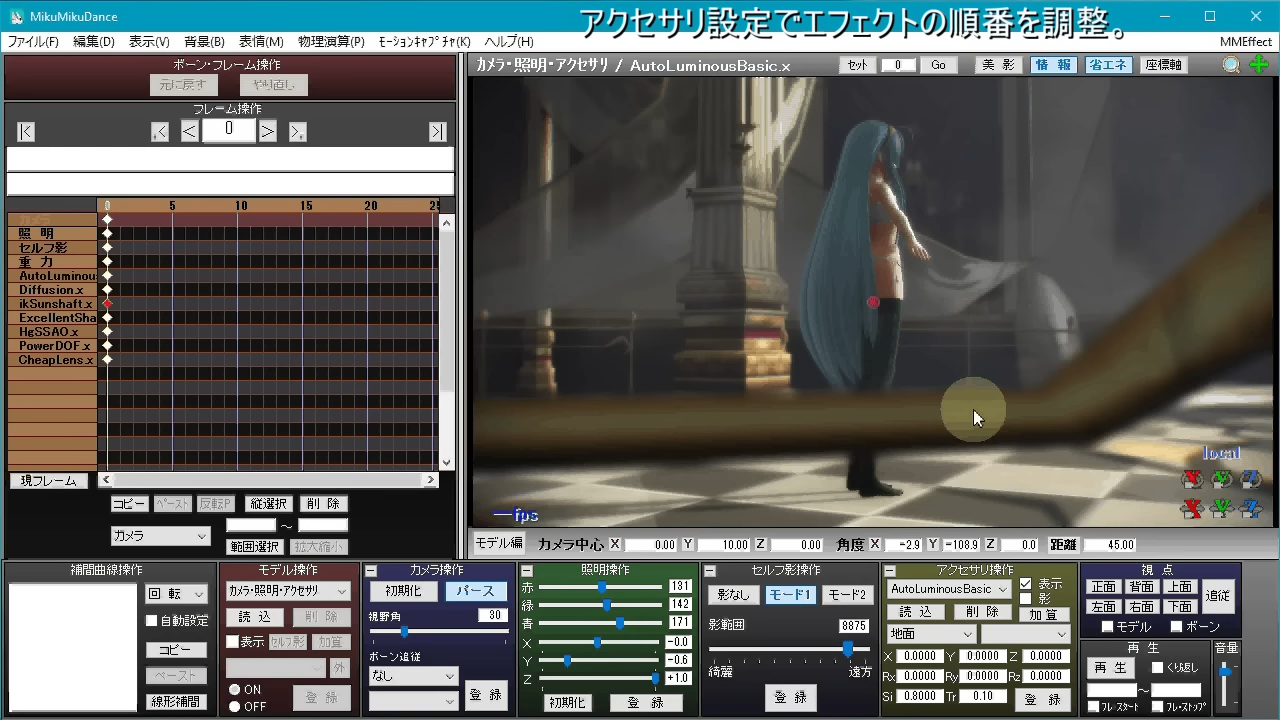 MikuMikuDance
アクセサリ設定でエフェクトの順番を調整。
ファイル(F) 編集(D) 表示(V) 背景(B) 表情(M) 物理演算(P) モーションキャプチャ(K) ヘルプ(H)
MMEffect
ボーン・フレーム操作
元に戻す やり直し
フレーム操作
0
カメラ・照明・アクセサリ / AutoLuminousBasic.x
セット 0 Go 美 影 情 報 省エネ 座標軸
0 5 10 15 20 25
カメラ
照 明
セルフ影
重 力
AutoLuminou
Diffusion.x
ikSunshaft.x
ExcellentSha
HgSSAO.x
PowerDOF.x
CheapLens.x
local
fps
現フレーム
コピー ペースト 反転P 縦選択 削 除
カメラ ～
範囲選択 拡大縮小
モデル編 カメラ中心 X 0.00 Y 10.00 Z 0.00 角度 X -2.9 Y -108.9 Z 0.0 距離 45.00
補間曲線操作
回 転
自動設定
コピー
ペースト
線形補間
モデル操作
カメラ・照明・アクセサリ
読 込 削 除
表示 セルフ影 加算
外
ON
OFF
登 録
カメラ操作
初期化 パース
視野角 30
ボーン追従
なし
登 録
照明操作
赤 131
緑 142
青 171
X -0.0
Y -0.6
Z +1.0
初期化 登 録
セルフ影操作
影なし モード1 モード2
影範囲 8875
綺麗 遠方
登 録
アクセサリ操作
AutoLuminousBasic 表示
影
読 込 削 除 加 算
地面
X 0.0000 Y 0.0000 Z 0.0000
Rx 0.0000 Ry 0.0000 Rz 0.0000
Si 0.8000 Tr 0.10 登 録
視 点
正面 背面 上面 追従
左面 右面 下面
モデル ボーン
再 生
再 生 くり返し
～
フレ・スタート フレ・ストップ
音量